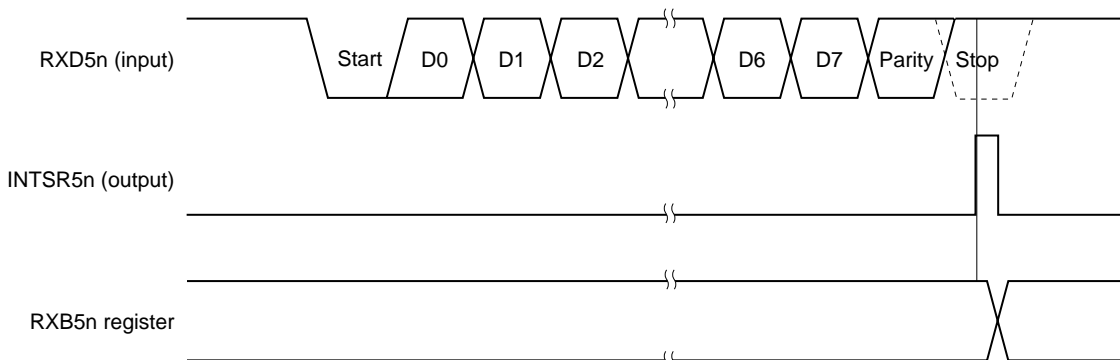 RXD5n (input) Start D0 D1 D2 D6 D7 Parity Stop
INTSR5n (output)
RXB5n register